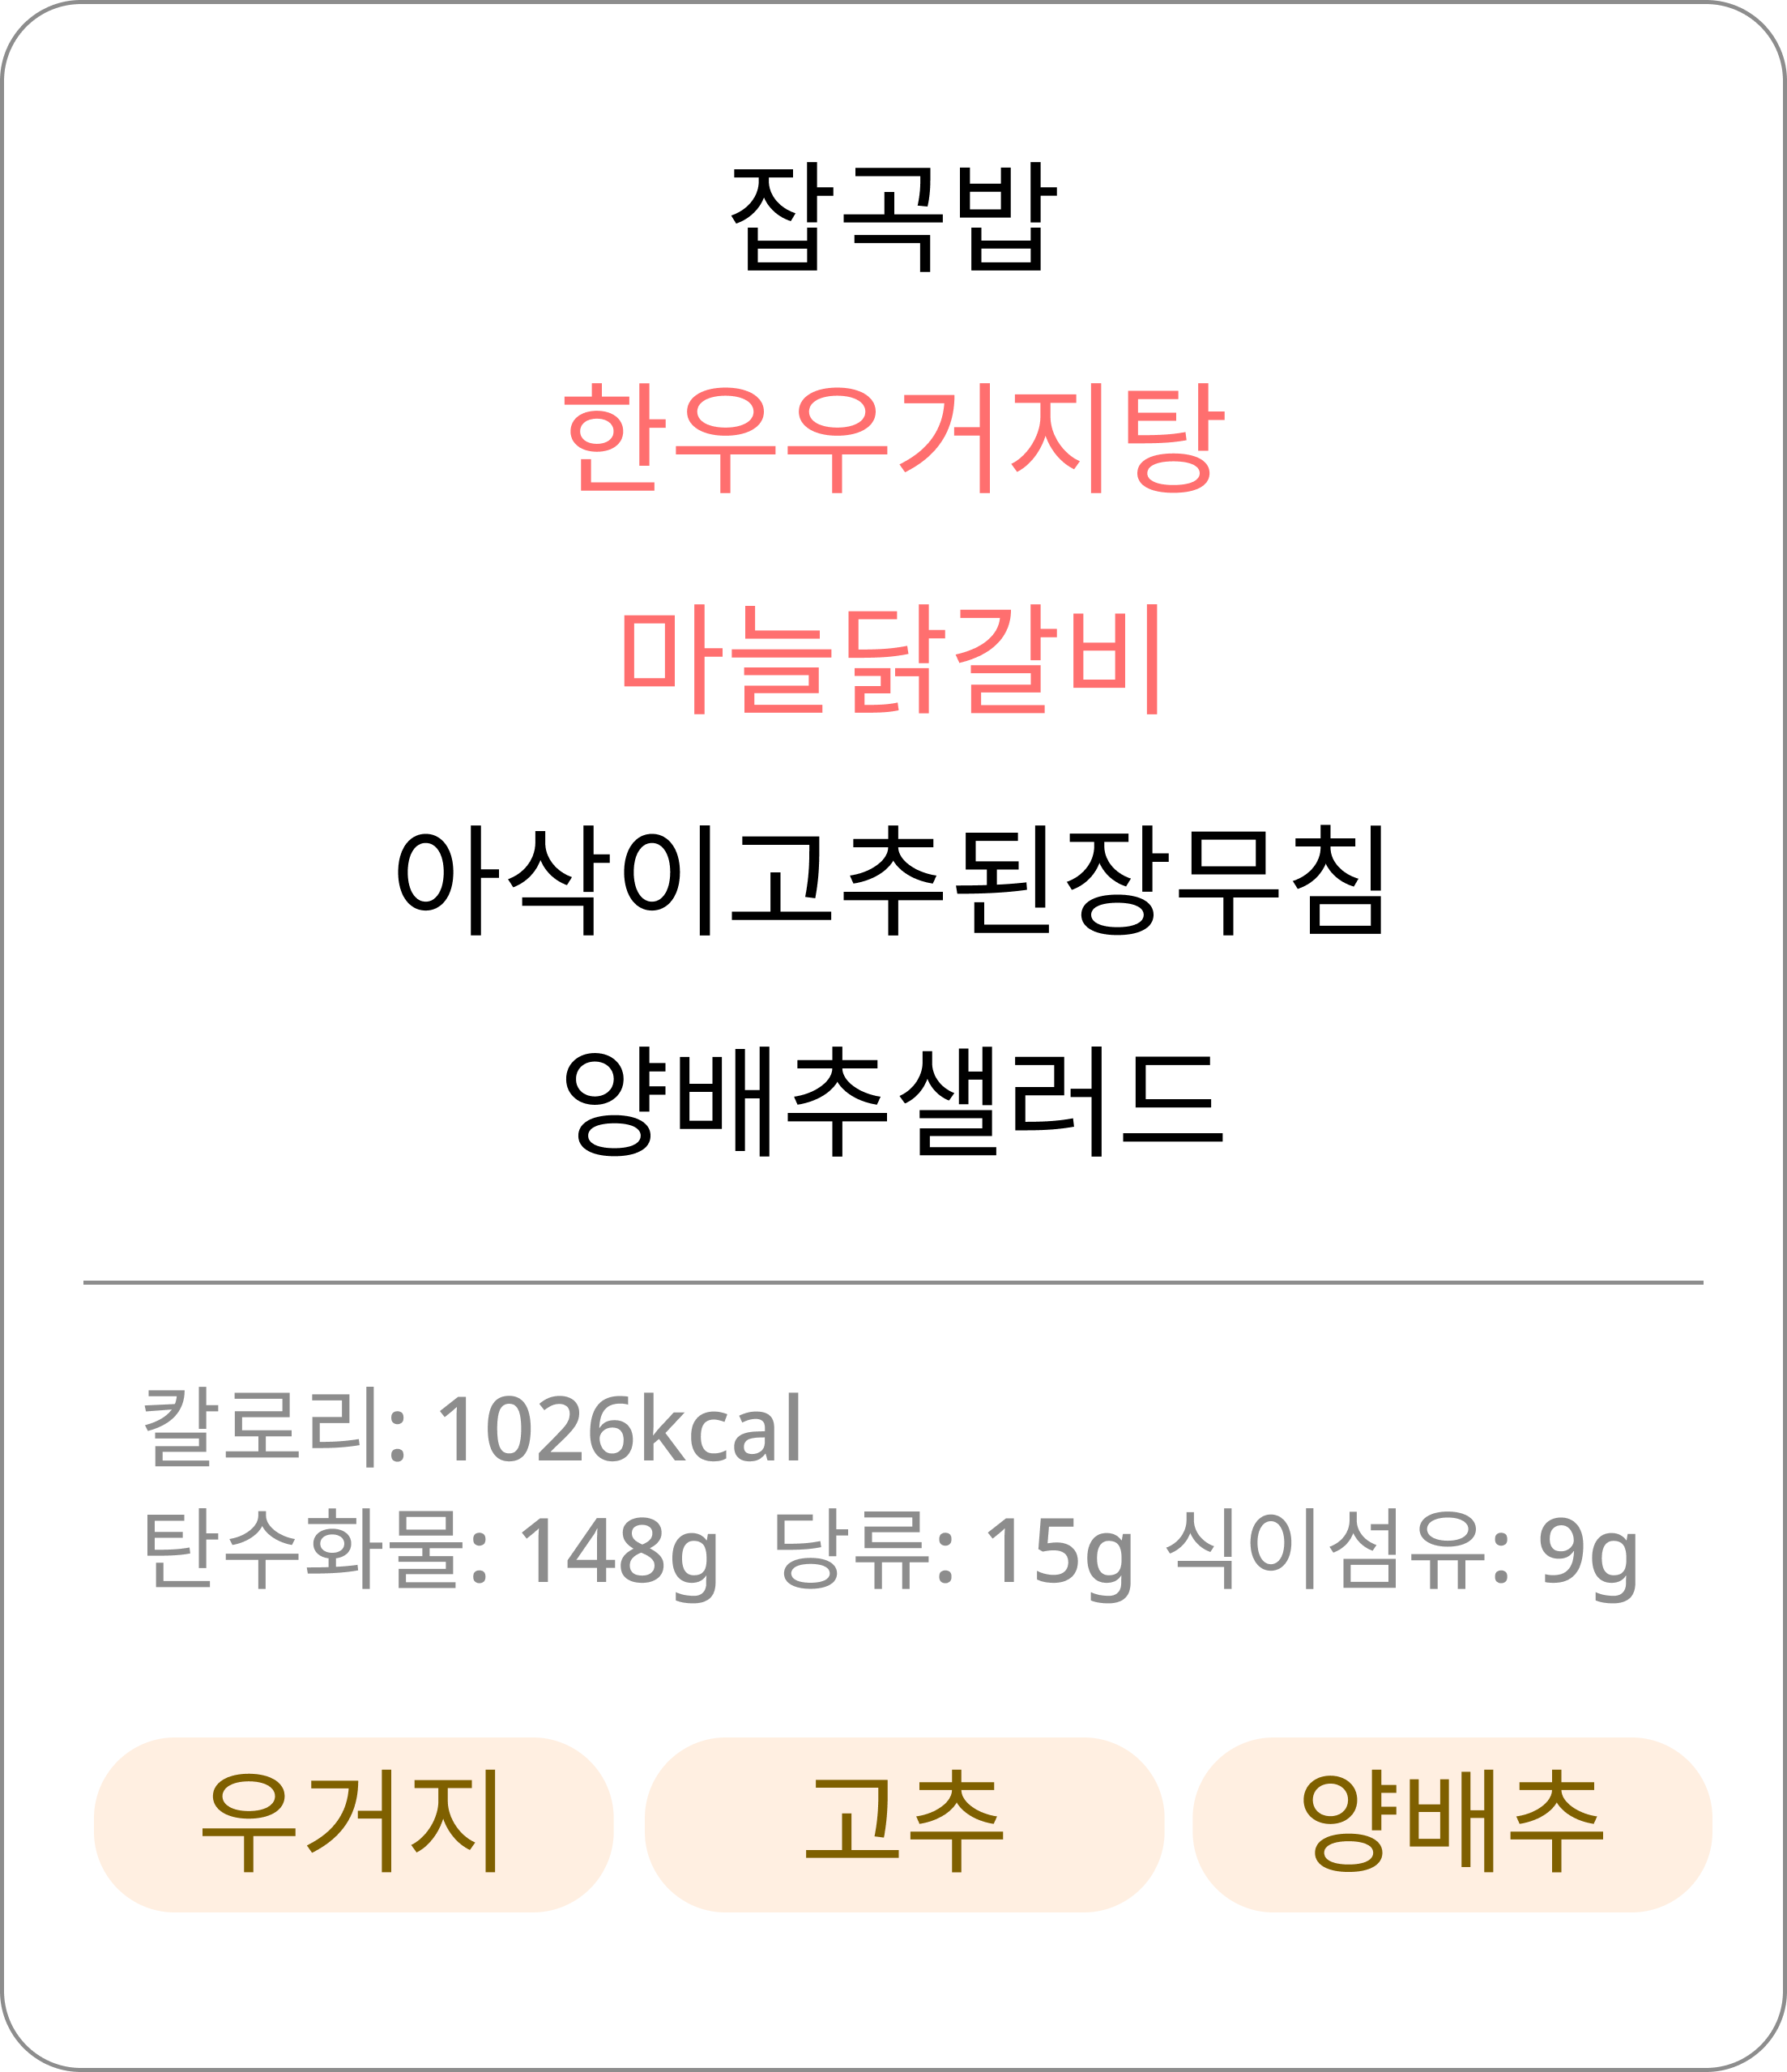 잡곡밥
한우우거지탕
마늘닭갈비
아삭이고추된장무침
양배추샐러드
칼로리: 1026kcal
탄수화물: 148g 당류: 15g 식이섬유: 9g
우거지 고추 양배추